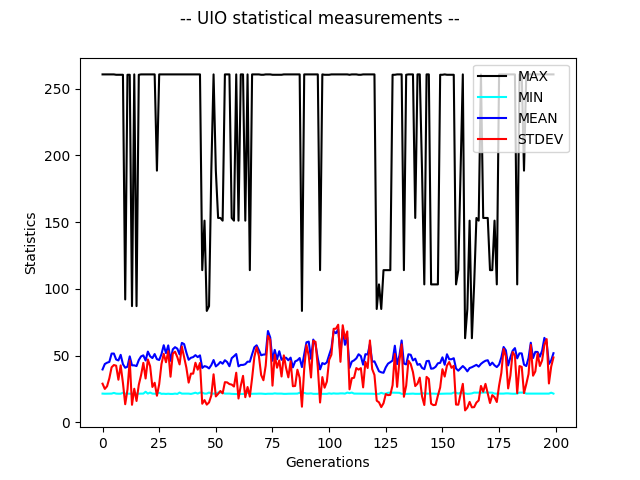 -- UIO statistical measurements --
MAX
MIN
MEAN
STDEV
Statistics
250
200
150
100
50
0
0 25 50 75 100 125 150 175 200
Generations